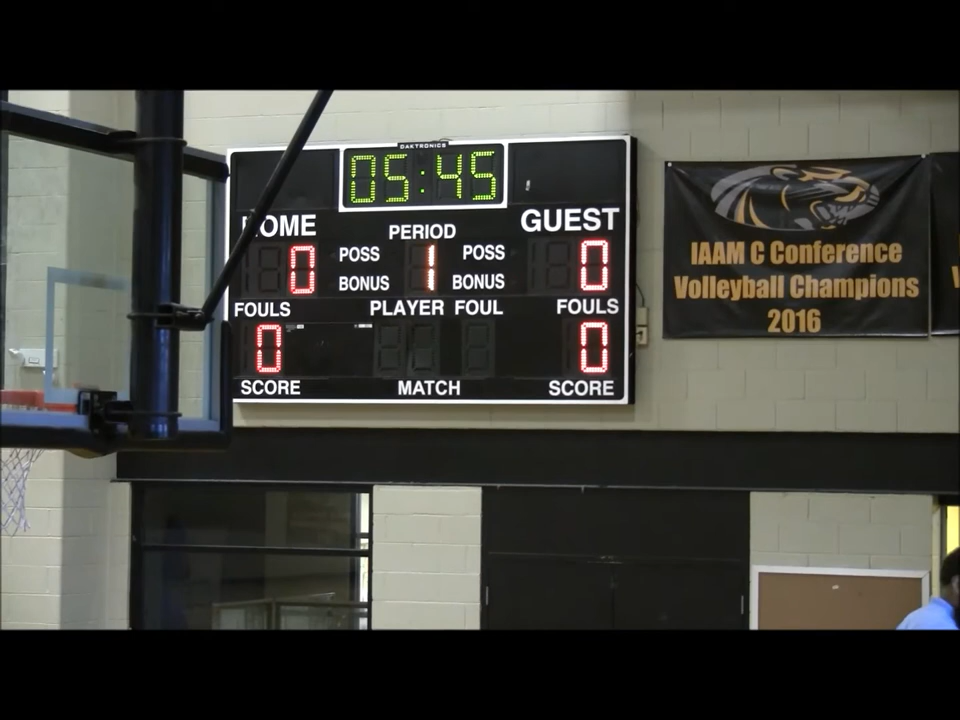 DAKTRONICS
05:45
HOME PERIOD GUEST
0 POSS 1 POSS 0
BONUS BONUS
FOULS PLAYER FOUL FOULS
0 0
SCORE MATCH SCORE
IAAM C Conference
Volleyball Champions
2016